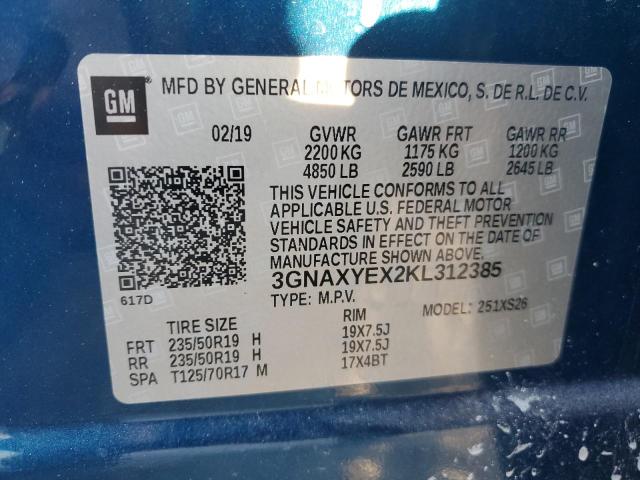 GM
MFD BY GENERAL MOTORS DE MEXICO, S. DE R.L. DE C.V.
02/19 GVWR GAWR FRT GAWR RR
2200 KG 1175 KG 1200 KG
4850 LB 2590 LB 2645 LB
THIS VEHICLE CONFORMS TO ALL
APPLICABLE U.S. FEDERAL MOTOR
VEHICLE SAFETY AND THEFT PREVENTION
STANDARDS IN EFFECT ON THE DATE OF
MANUFACTURE SHOWN ABOVE.
3GNAXYEX2KL312385
617D
TYPE: M.P.V. MODEL: 251XS26
TIRE SIZE RIM
FRT 235/50R19 H 19X7.5J
RR 235/50R19 H 19X7.5J
SPA T125/70R17 M 17X4BT